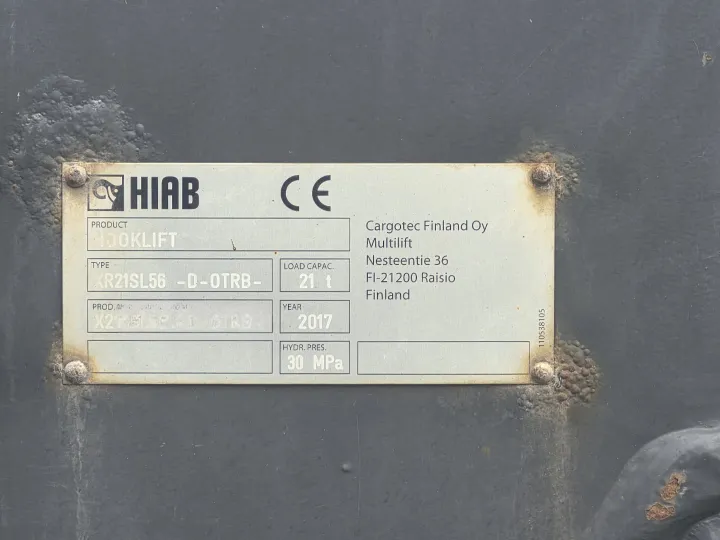 HIAB CE
PRODUCT
HOOKLIFT
TYPE
XR21SL56 -D-OTRB-
LOAD CAPAC.
21 t
PROD.
YEAR
2017
HYDR. PRES.
30 MPa
Cargotec Finland Oy
Multilift
Nesteentie 36
FI-21200 Raisio
Finland
110538105